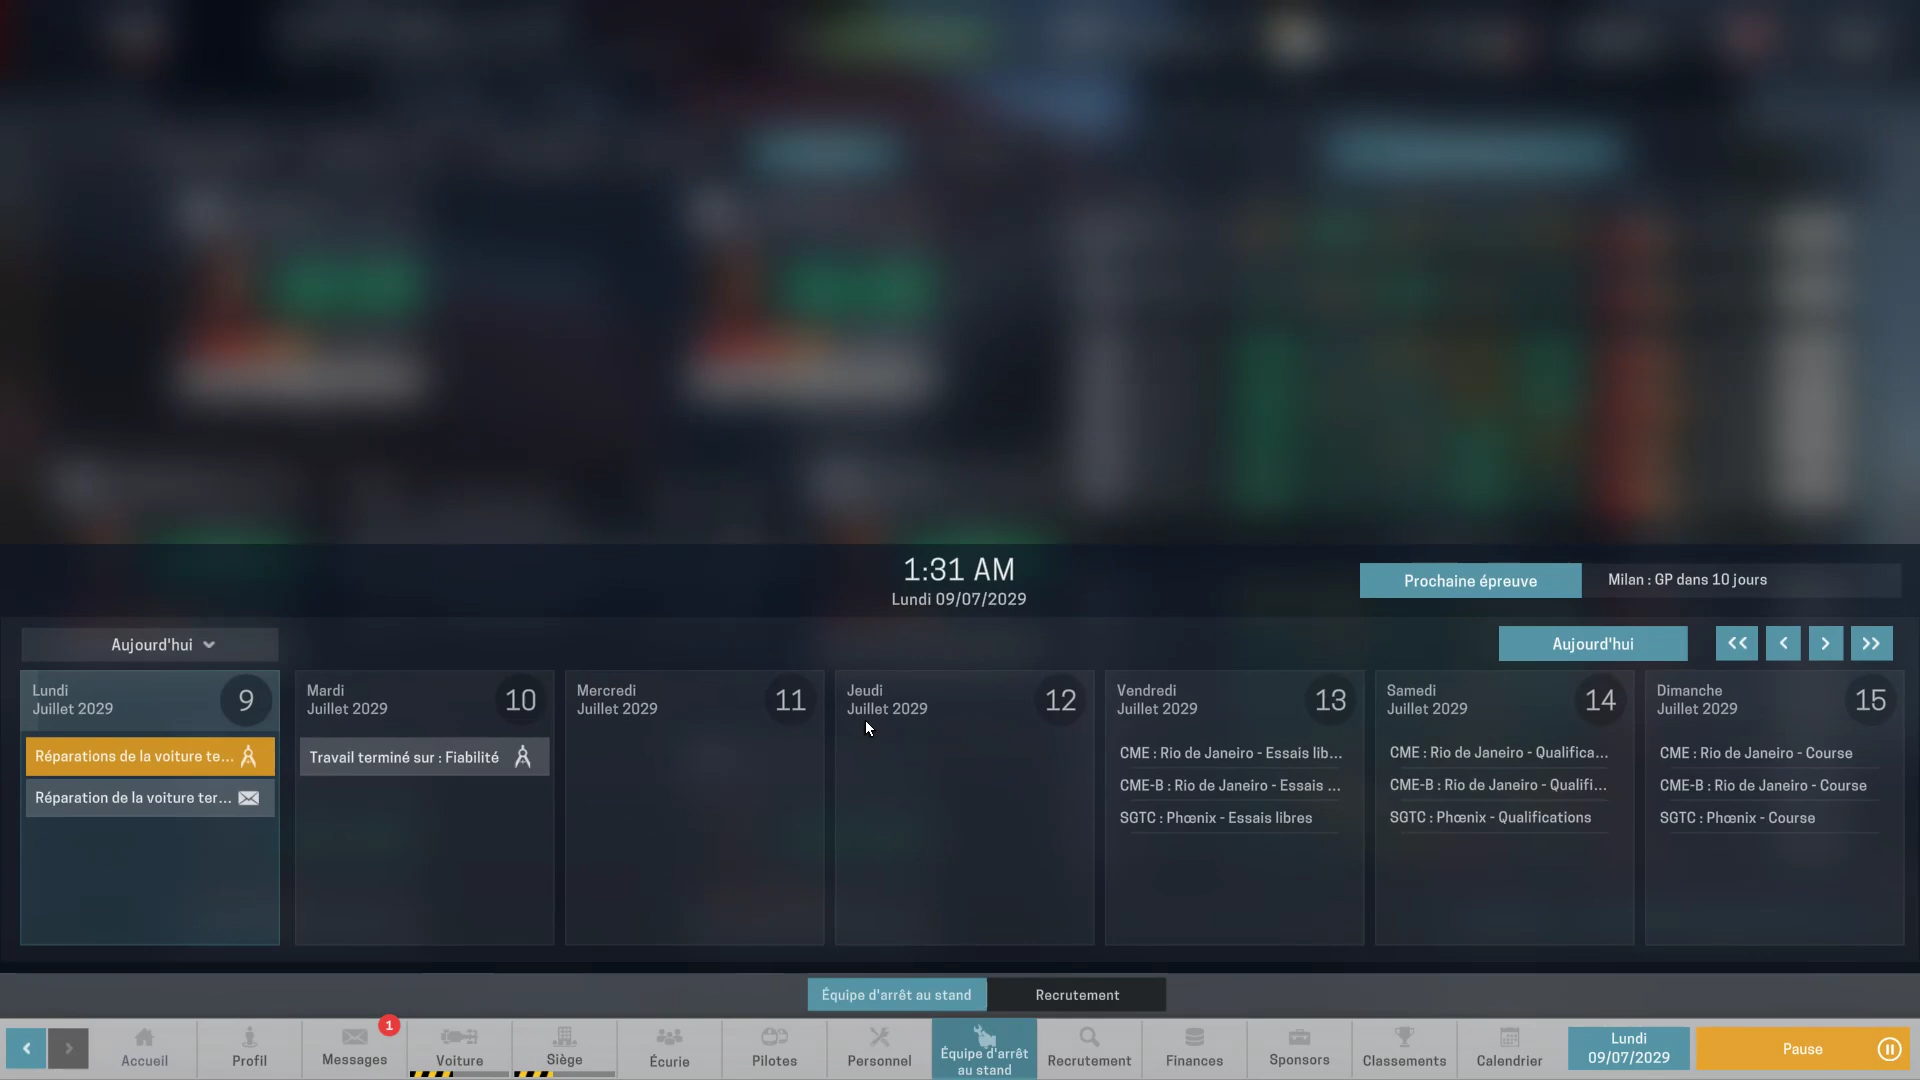 1:31 AM
Lundi 09/07/2029
Prochaine épreuve
Milan : GP dans 10 jours
Aujourd'hui
Aujourd'hui
Lundi
Juillet 2029
9
Réparations de la voiture te...
Réparation de la voiture ter...
Mardi
Juillet 2029
10
Travail terminé sur : Fiabilité
Mercredi
Juillet 2029
11
Jeudi
Juillet 2029
12
Vendredi
Juillet 2029
13
CME : Rio de Janeiro - Essais lib...
CME-B : Rio de Janeiro - Essais ...
SGTC : Phœnix - Essais libres
Samedi
Juillet 2029
14
CME : Rio de Janeiro - Qualifica...
CME-B : Rio de Janeiro - Qualifi...
SGTC : Phœnix - Qualifications
Dimanche
Juillet 2029
15
CME : Rio de Janeiro - Course
CME-B : Rio de Janeiro - Course
SGTC : Phœnix - Course
Équipe d'arrêt au stand
Recrutement
Accueil
Profil
1
Messages
Voiture
Siège
Écurie
Pilotes
Personnel
Équipe d'arrêt
au stand
Recrutement
Finances
Sponsors
Classements
Calendrier
Lundi
09/07/2029
Pause